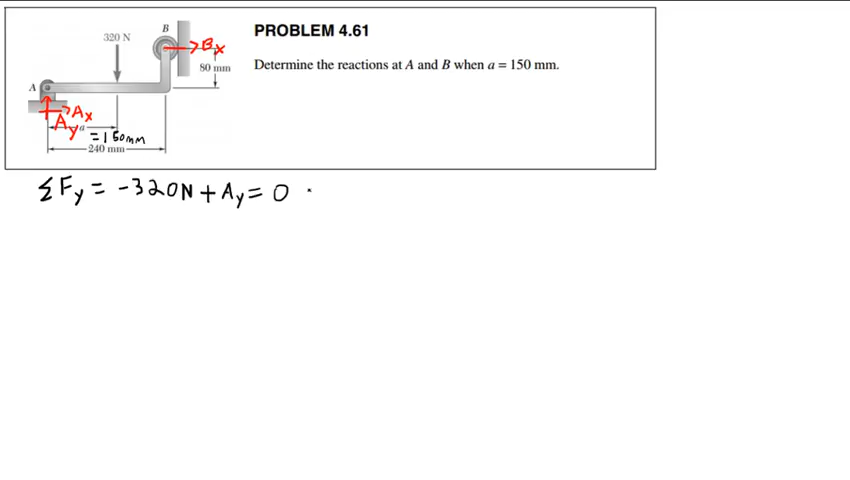 PROBLEM 4.61
Determine the reactions at A and B when a = 150 mm.
B
320 N
Bx
80 mm
A
Ax
Ay
a
= 150mm
240 mm
ΣFy = -320N + Ay = 0